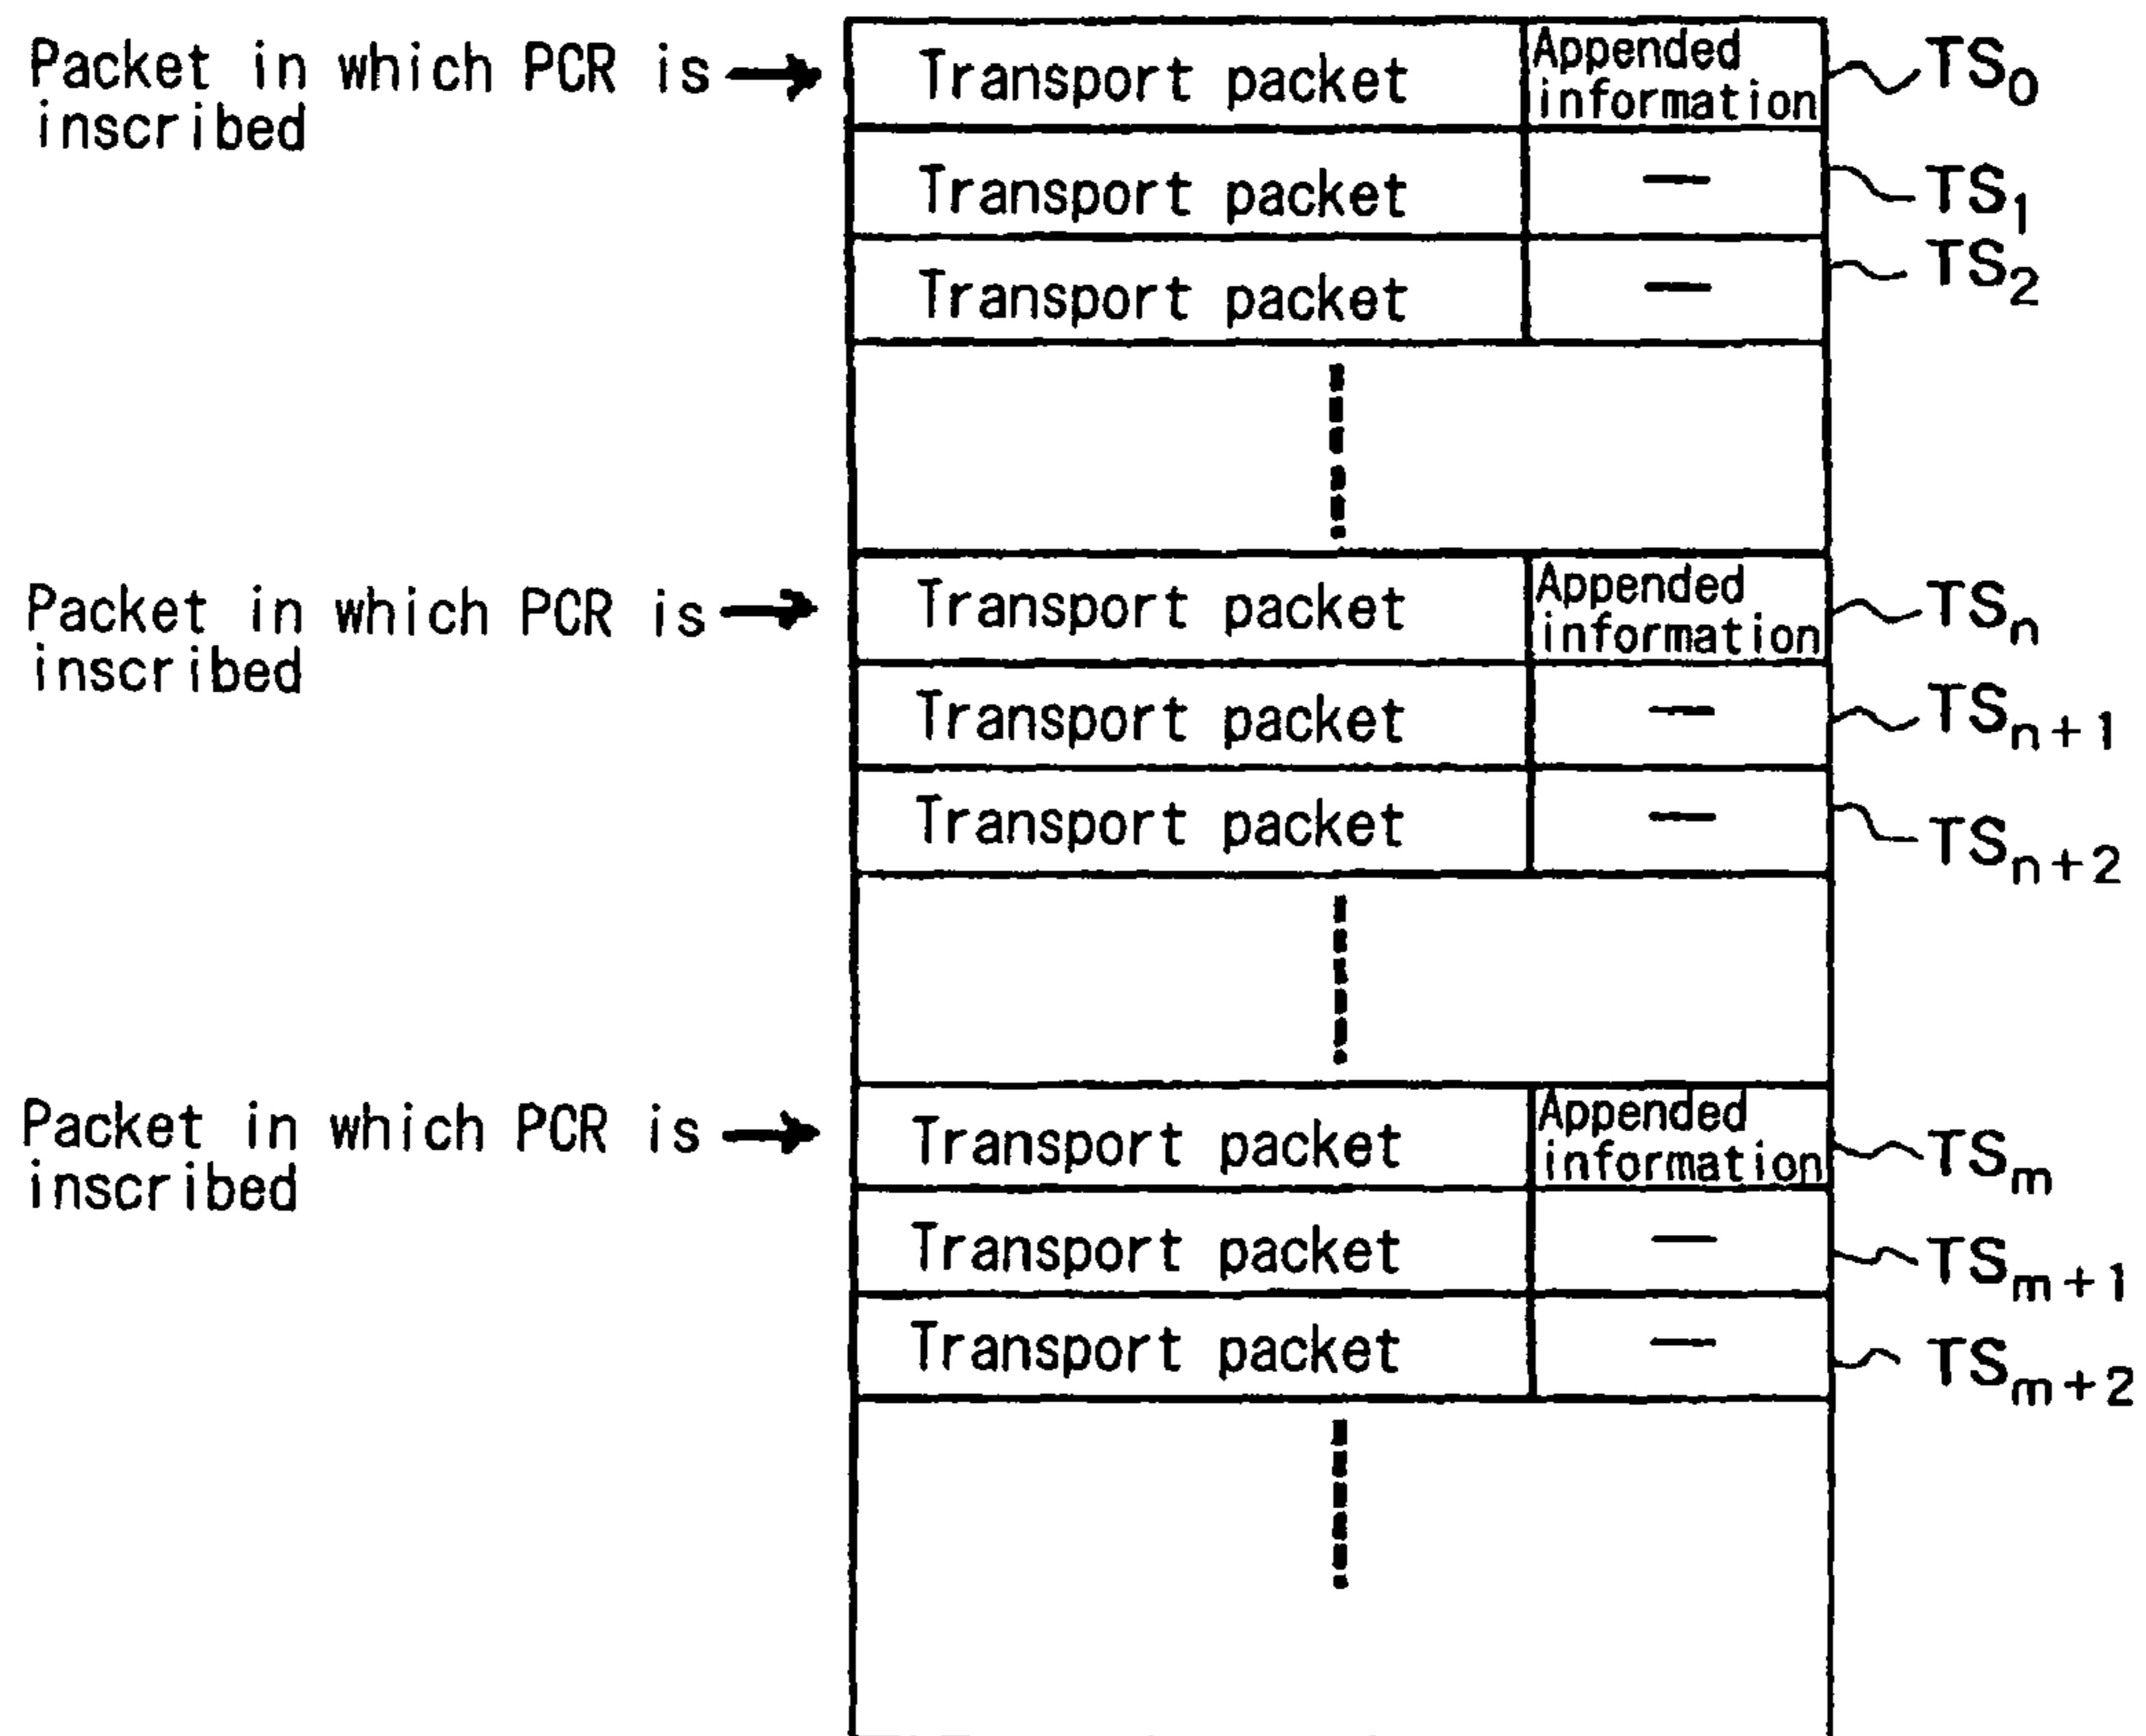 Packet in which PCR is
inscribed
Transport packet
Appended
information
TS0
Transport packet
—
TS1
Transport packet
—
TS2
Packet in which PCR is
inscribed
Transport packet
Appended
information
TSn
Transport packet
—
TSn+1
Transport packet
—
TSn+2
Packet in which PCR is
inscribed
Transport packet
Appended
information
TSm
Transport packet
—
TSm+1
Transport packet
—
TSm+2